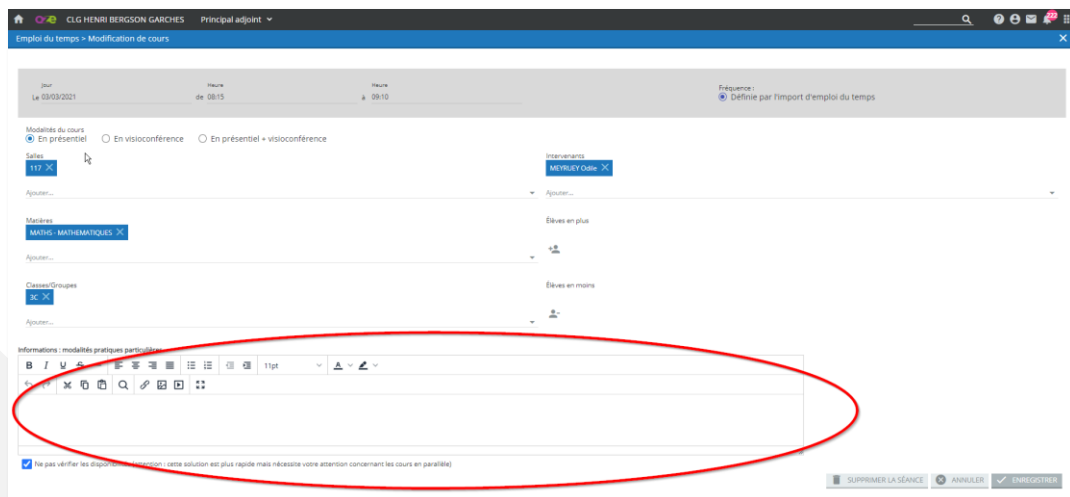 CLG HENRI BERGSON GARCHES Principal adjoint
222
Emploi du temps > Modification de cours
Jour Heure Heure Fréquence :
Le 03/03/2021 de 08:15 à 09:10 Définie par l'import d'emploi du temps
Modalités du cours
En présentiel En visioconférence En présentiel + visioconférence
Salles Intervenants
117 MEYRUEY Odile
Ajouter... Ajouter...
Matières Élèves en plus
MATHS - MATHEMATIQUES
Ajouter...
Classes/Groupes Élèves en moins
3C
Ajouter...
Informations : modalités pratiques particulières
B I U S 11pt A
Ne pas vérifier les disponibilités (attention : cette solution est plus rapide mais nécessite votre attention concernant les cours en parallèle)
SUPPRIMER LA SÉANCE ANNULER ENREGISTRER